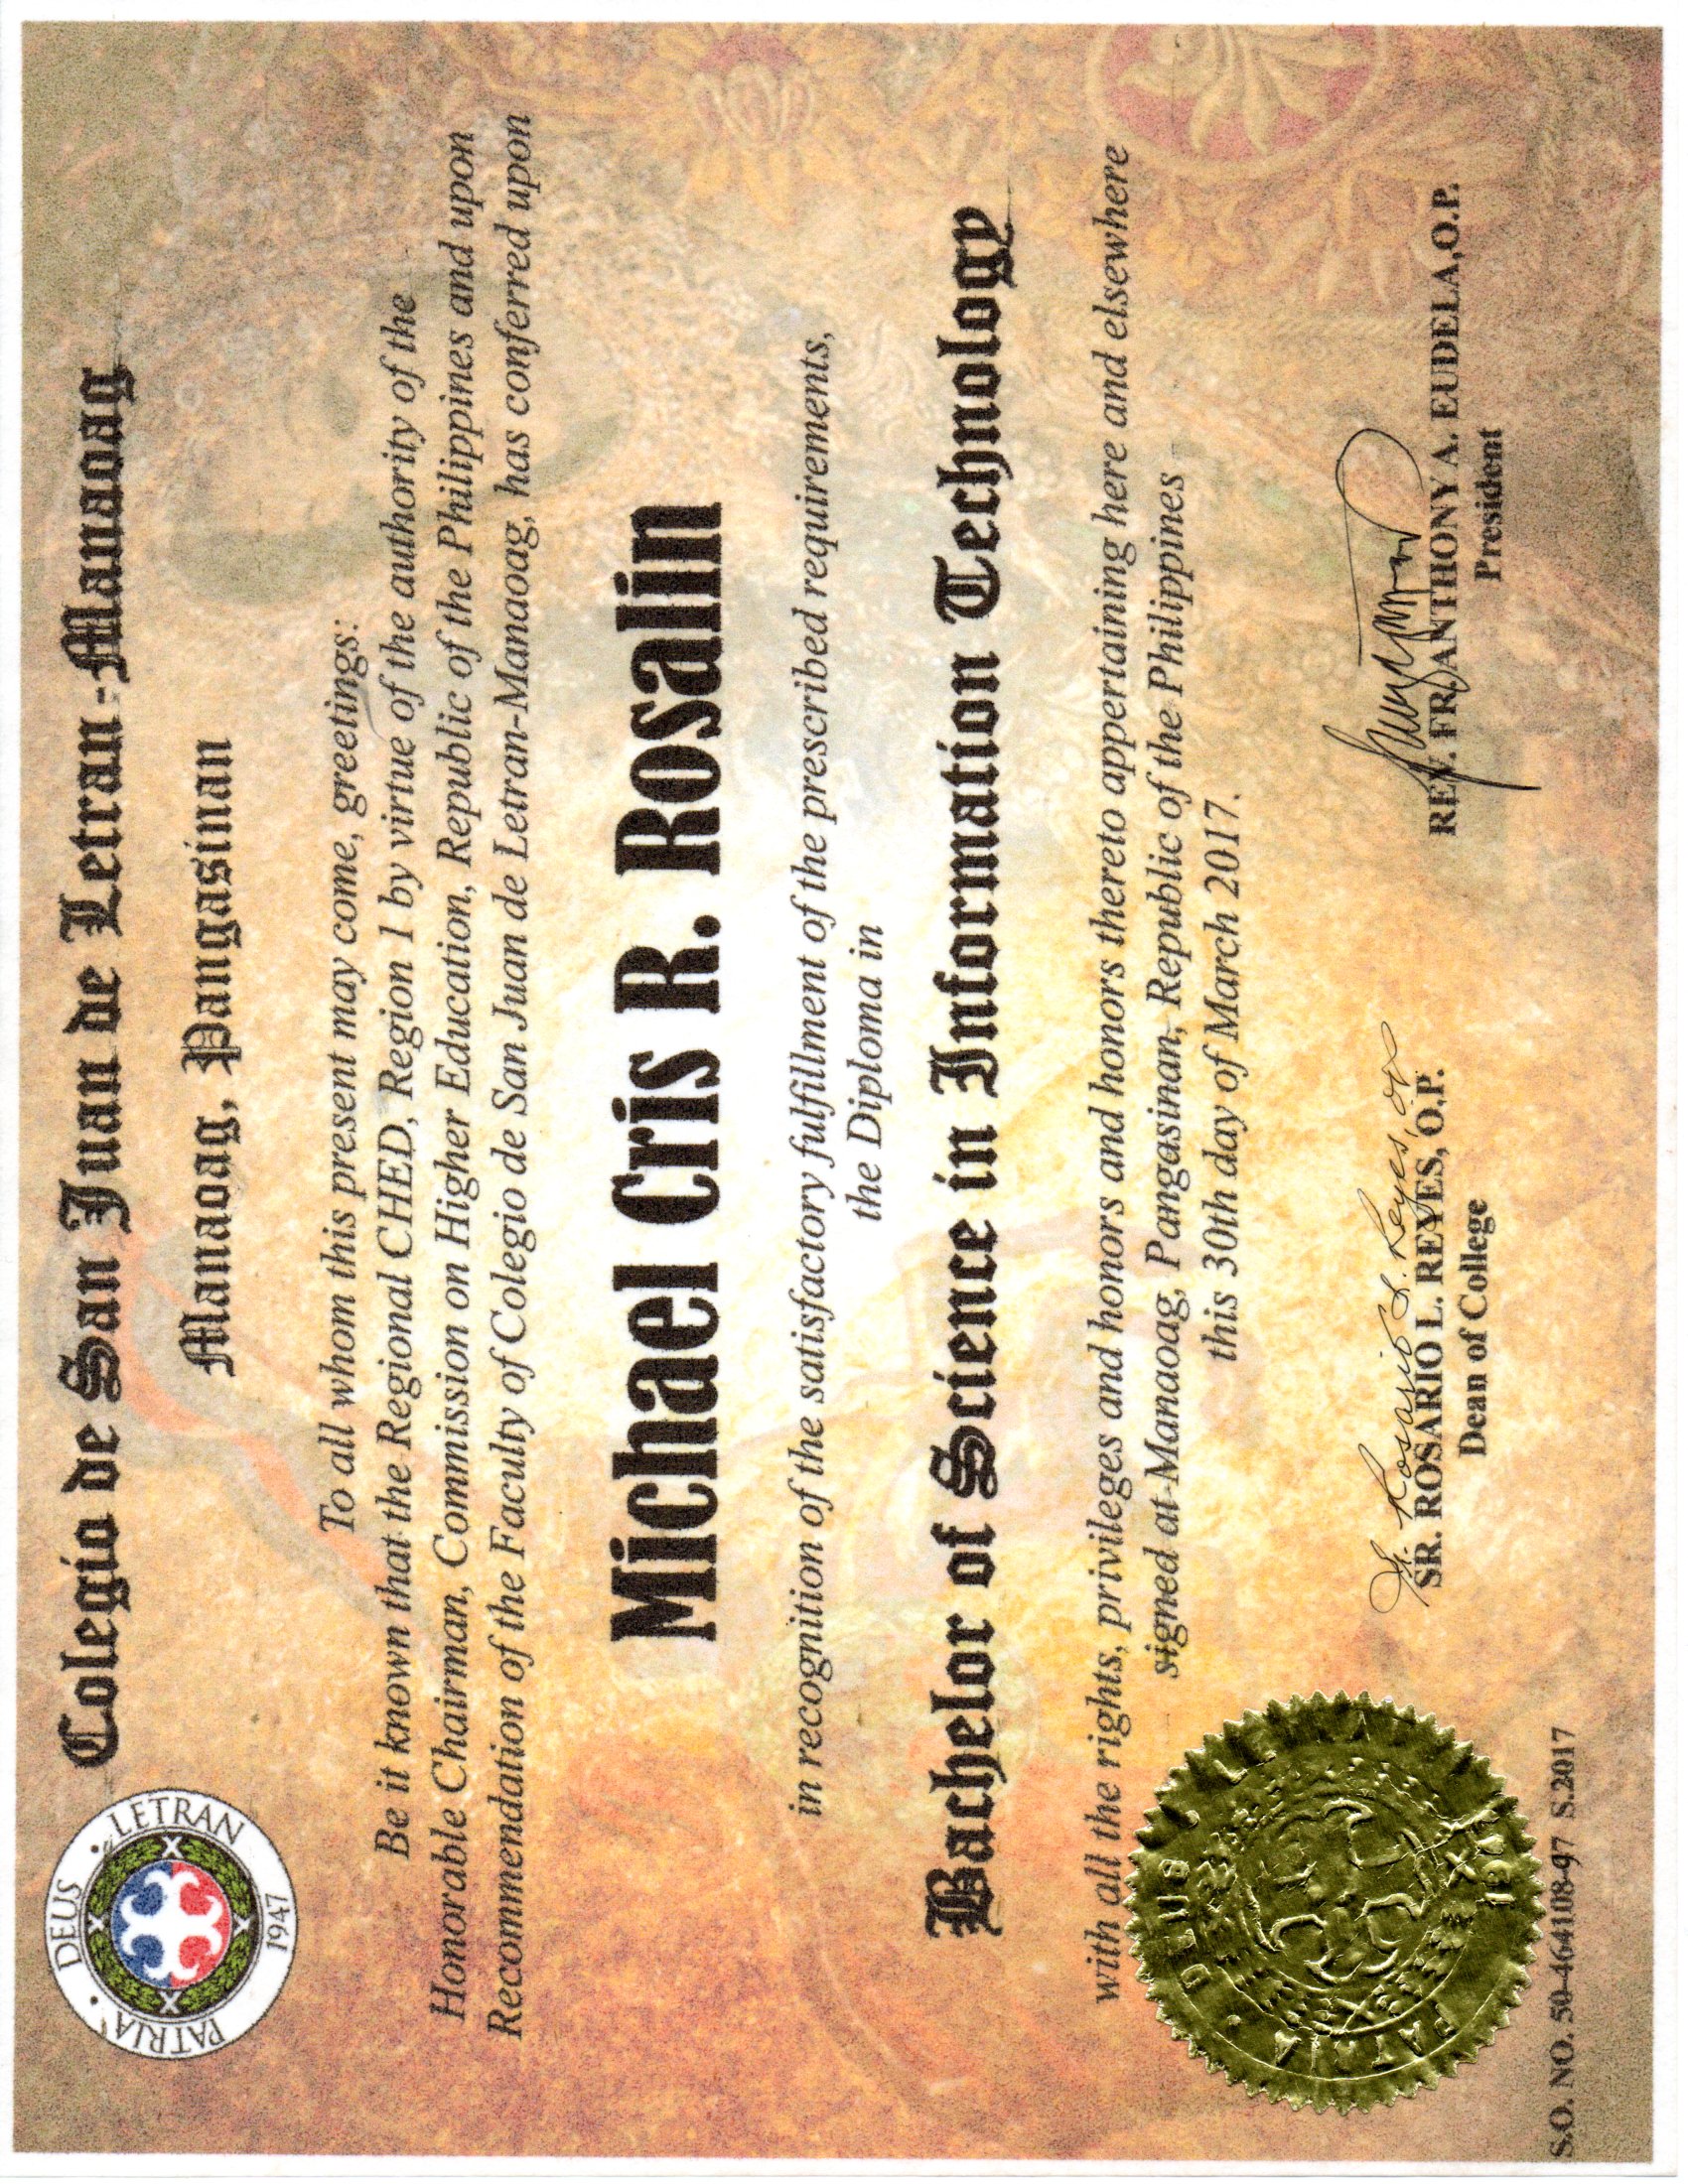 DEUS
PATRIA
LETRAN
1947
Colegio de San Juan de Letran-Manaoag
Manaoag, Pangasinan
To all whom this present may come, greetings:
Be it known that the Regional CHED, Region 1 by virtue of the authority of the
Honorable Chairman, Commission on Higher Education, Republic of the Philippines and upon
Recommendation of the Faculty of Colegio de San Juan de Letran-Manaoag, has conferred upon
Michael Cris R. Rosalin
in recognition of the satisfactory fulfillment of the prescribed requirements,
the Diploma in
Bachelor of Science in Information Technology
with all the rights, privileges and honors and honors thereto appertaining here and elsewhere
signed at Manaoag, Pangasinan, Republic of the Philippines
this 30th day of March 2017.
PATRIA · DEUS
Sr. Rosario L. Reyes, OP
SR. ROSARIO L. REYES, O.P.
Dean of College
REV. FR. ANTHONY A. EUDELA,O.P.
President
S.O. NO. 50-464108-97 S.2017